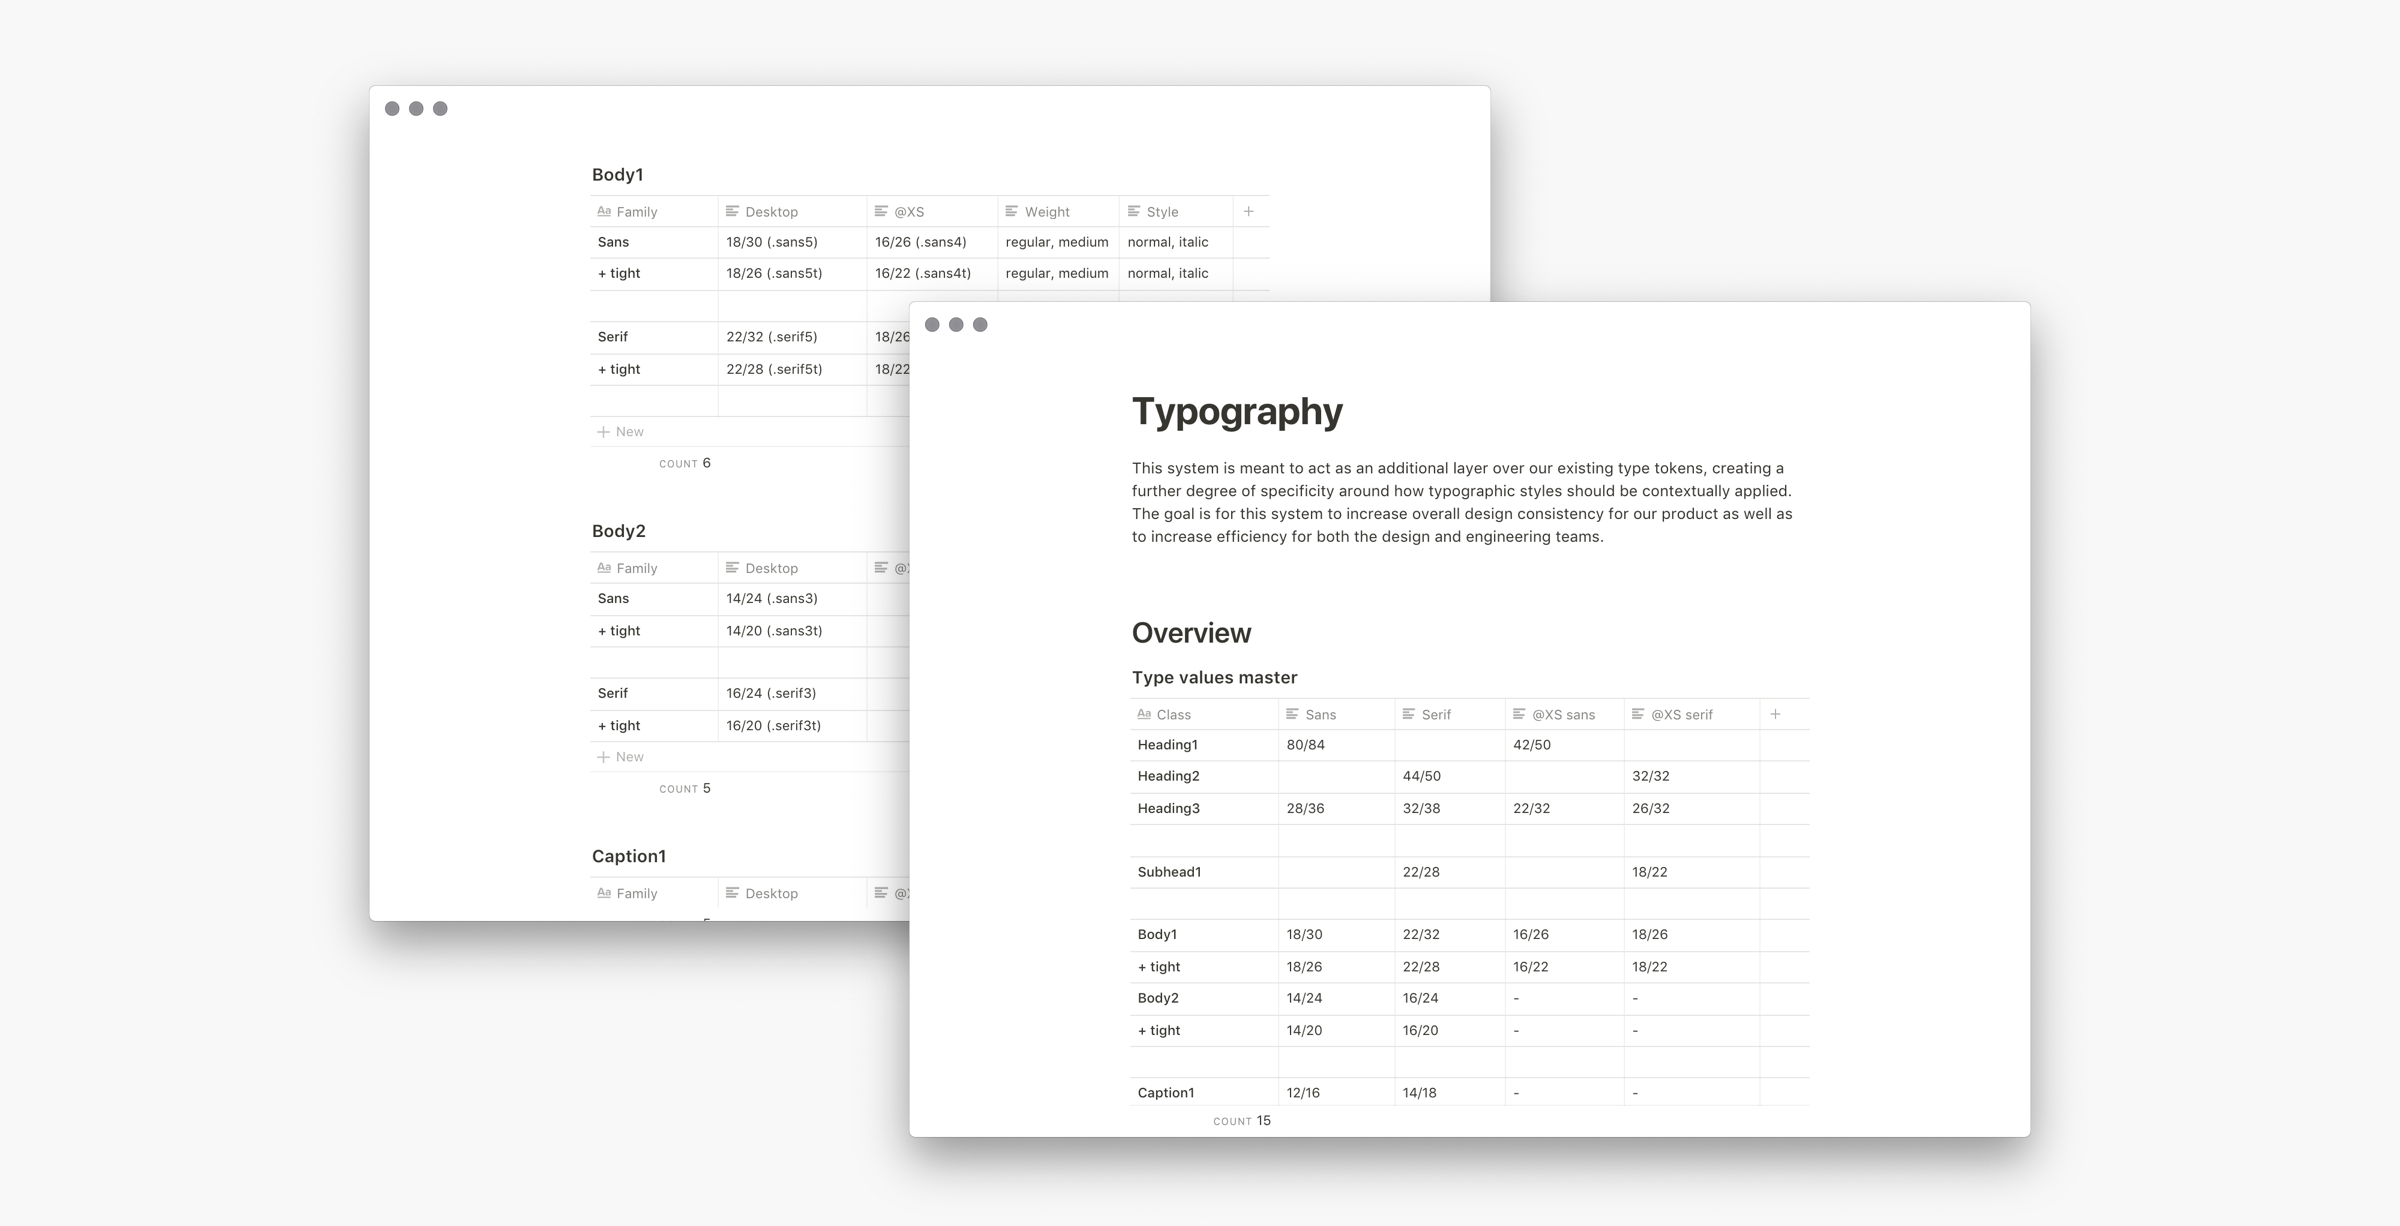 Body1
Aa Family Desktop @XS Weight Style +
Sans 18/30 (.sans5) 16/26 (.sans4) regular, medium normal, italic
+ tight 18/26 (.sans5t) 16/22 (.sans4t) regular, medium normal, italic
Serif 22/32 (.serif5) 18/26
+ tight 22/28 (.serif5t) 18/22
+ New
COUNT 6
Body2
Aa Family Desktop
Sans 14/24 (.sans3)
+ tight 14/20 (.sans3t)
Serif 16/24 (.serif3)
+ tight 16/20 (.serif3t)
+ New
COUNT 5
Caption1
Aa Family Desktop
Typography
This system is meant to act as an additional layer over our existing type tokens, creating a
further degree of specificity around how typographic styles should be contextually applied.
The goal is for this system to increase overall design consistency for our product as well as
to increase efficiency for both the design and engineering teams.
Overview
Type values master
Aa Class Sans Serif @XS sans @XS serif +
Heading1 80/84 42/50
Heading2 44/50 32/32
Heading3 28/36 32/38 22/32 26/32
Subhead1 22/28 18/22
Body1 18/30 22/32 16/26 18/26
+ tight 18/26 22/28 16/22 18/22
Body2 14/24 16/24 - -
+ tight 14/20 16/20 - -
Caption1 12/16 14/18 - -
COUNT 15